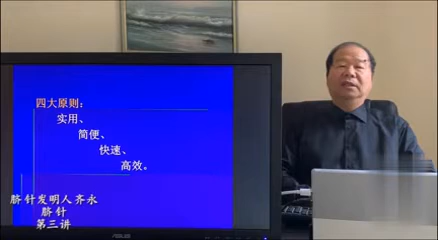 四大原则:
实用、
简便、
快速、
高效。
脐针发明人齐永
脐针
第三讲
ASUS